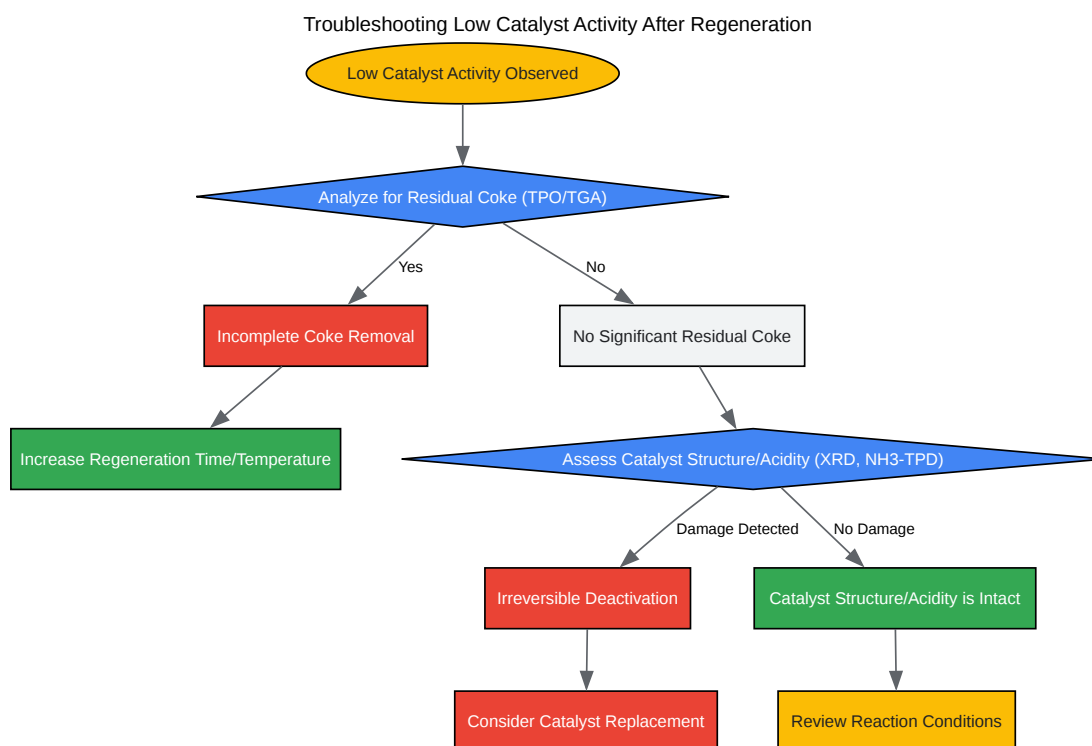 Troubleshooting Low Catalyst Activity After Regeneration
Low Catalyst Activity Observed
Analyze for Residual Coke (TPO/TGA)
Yes
No
Incomplete Coke Removal
No Significant Residual Coke
Increase Regeneration Time/Temperature
Assess Catalyst Structure/Acidity (XRD, NH3-TPD)
Damage Detected
No Damage
Irreversible Deactivation
Catalyst Structure/Acidity is Intact
Consider Catalyst Replacement
Review Reaction Conditions